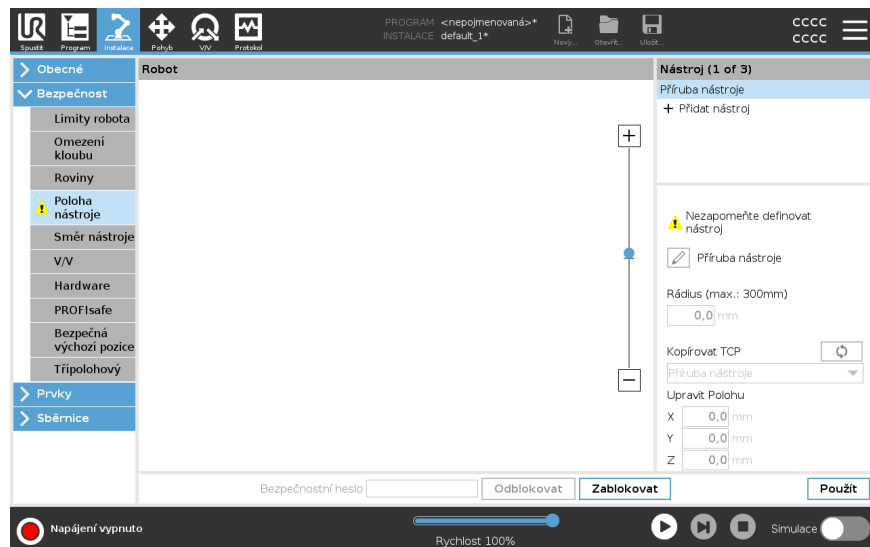 PROGRAM <nepojmenovaná>*
INSTALACE default_1*
Spustit Program Instalace Pohyb V/V Protokol
Nový... Otevřít... Uložit...
cccc
cccc
Obecné
Bezpečnost
Limity robota
Omezení
kloubu
Roviny
Poloha
nástroje
Směr nástroje
V/V
Hardware
PROFIsafe
Bezpečná
výchozí pozice
Třípolohový
Prvky
Sběrnice
Robot
Nástroj (1 of 3)
Příruba nástroje
+ Přidat nástroj
Nezapomeňte definovat
nástroj
Příruba nástroje
Rádius (max.: 300mm)
0,0 mm
Kopírovat TCP
Příruba nástroje
Upravit Polohu
X 0,0 mm
Y 0,0 mm
Z 0,0 mm
Bezpečnostní heslo Odblokovat Zablokovat Použít
Napájení vypnuto
Rychlost 100%
Simulace